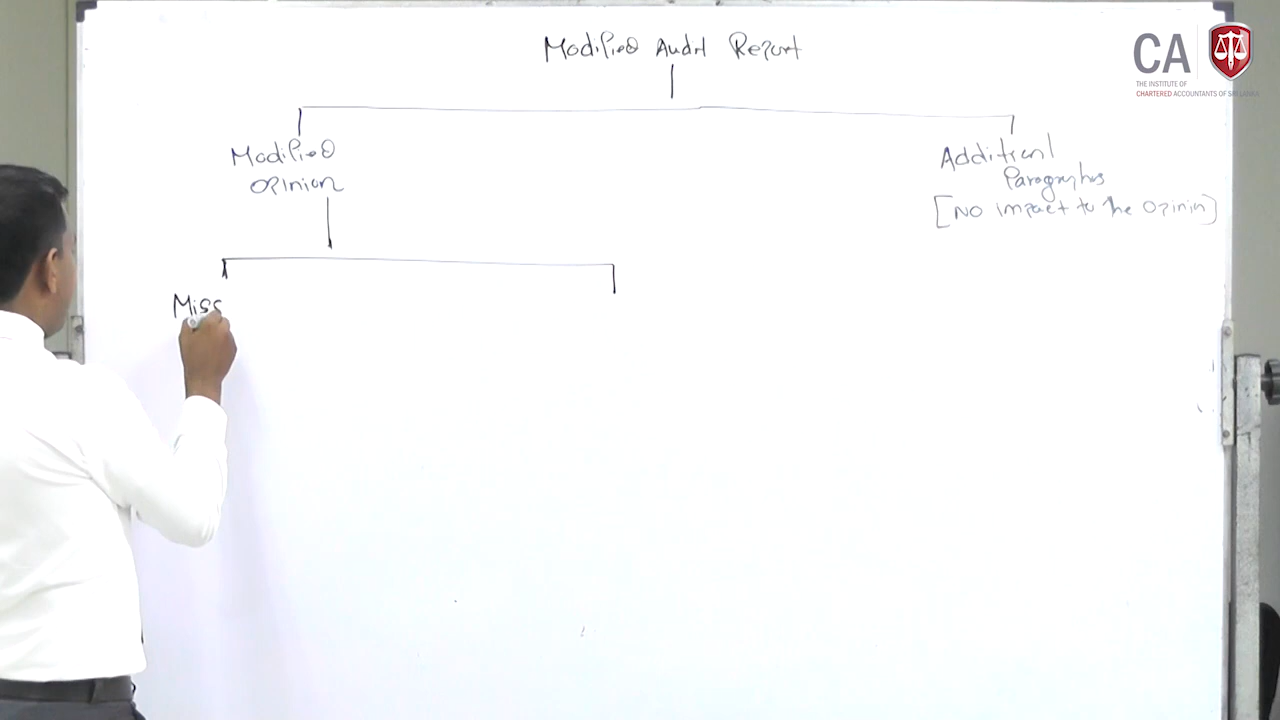 Modified Audit Report
CA
THE INSTITUTE OF
CHARTERED ACCOUNTANTS OF SRI LANKA
Modified
Opinion
Additional
Paragraphs
[NO impact to the Opinin]
Miss